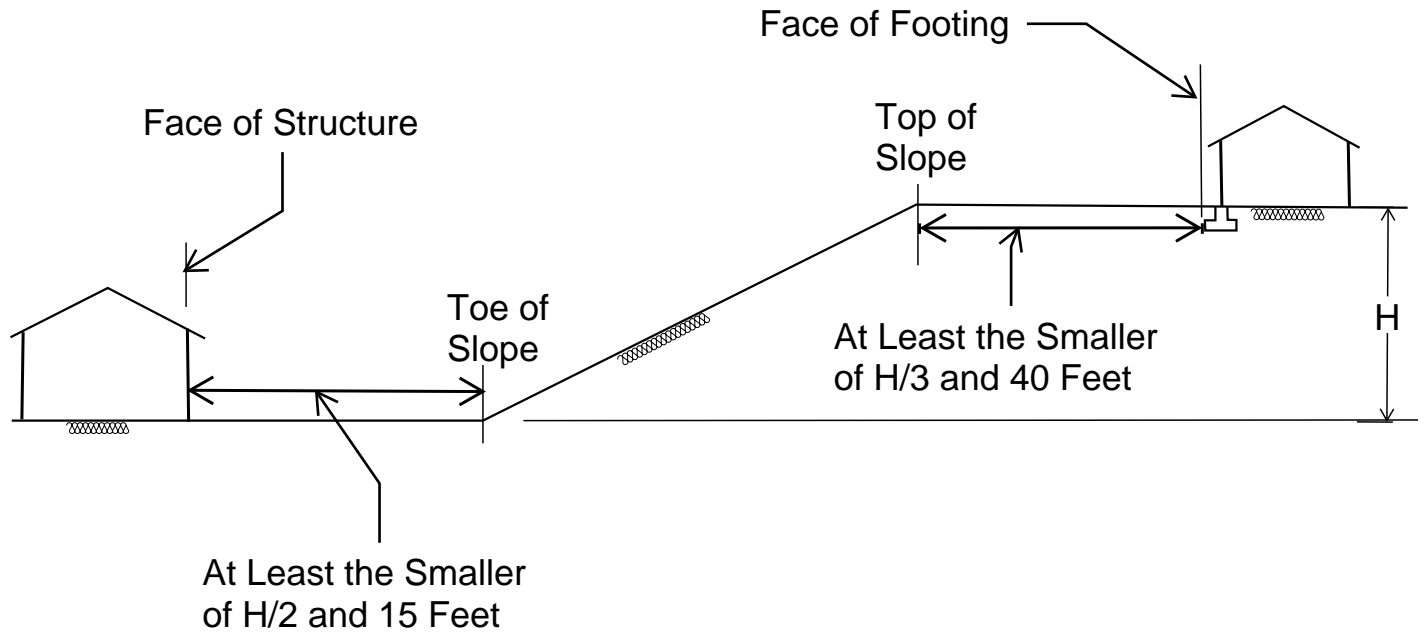 Face of Footing
Face of Structure
Top of
Slope
Toe of
Slope
H
At Least the Smaller
of H/3 and 40 Feet
At Least the Smaller
of H/2 and 15 Feet